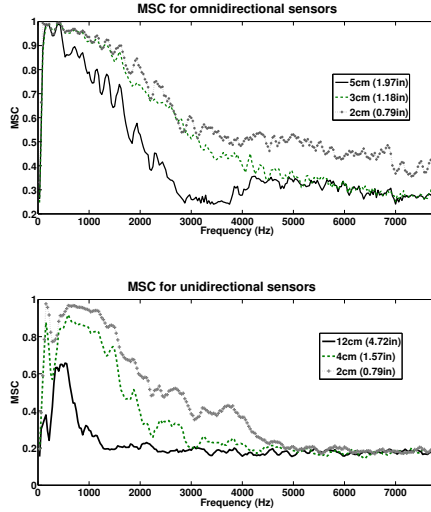 MSC for omnidirectional sensors
1
0.9
0.8
0.7
0.6
0.5
0.4
0.3
0.2
MSC
5cm (1.97in)
3cm (1.18in)
2cm (0.79in)
0 1000 2000 3000 4000 5000 6000 7000
Frequency (Hz)
MSC for unidirectional sensors
1
0.8
0.6
0.4
0.2
0
MSC
12cm (4.72in)
4cm (1.57in)
2cm (0.79in)
0 1000 2000 3000 4000 5000 6000 7000
Frequency (Hz)